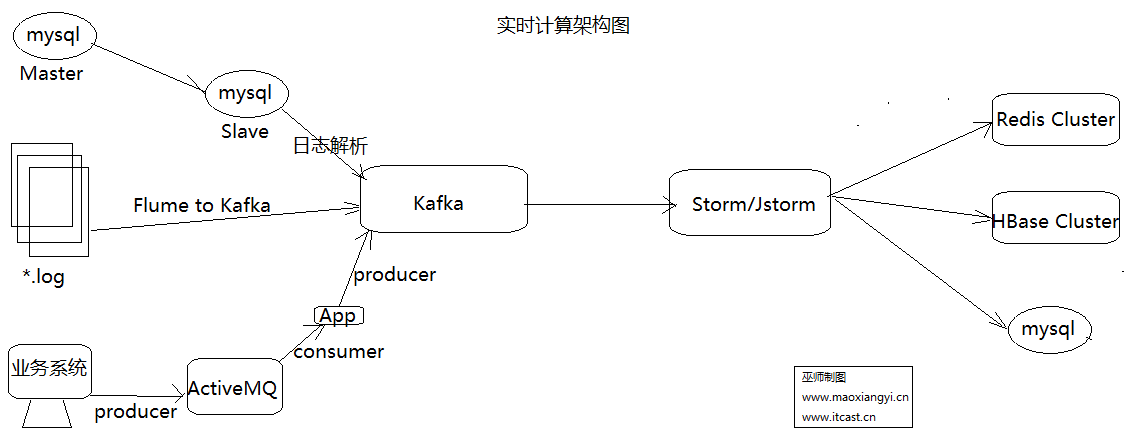 实时计算架构图
mysql
Master
mysql
Slave
日志解析
Redis Cluster
Flume to Kafka
Kafka
Storm/Jstorm
HBase Cluster
*.log
producer
App
consumer
mysql
业务系统
ActiveMQ
producer
巫师制图
www.maoxiangyi.cn
www.itcast.cn